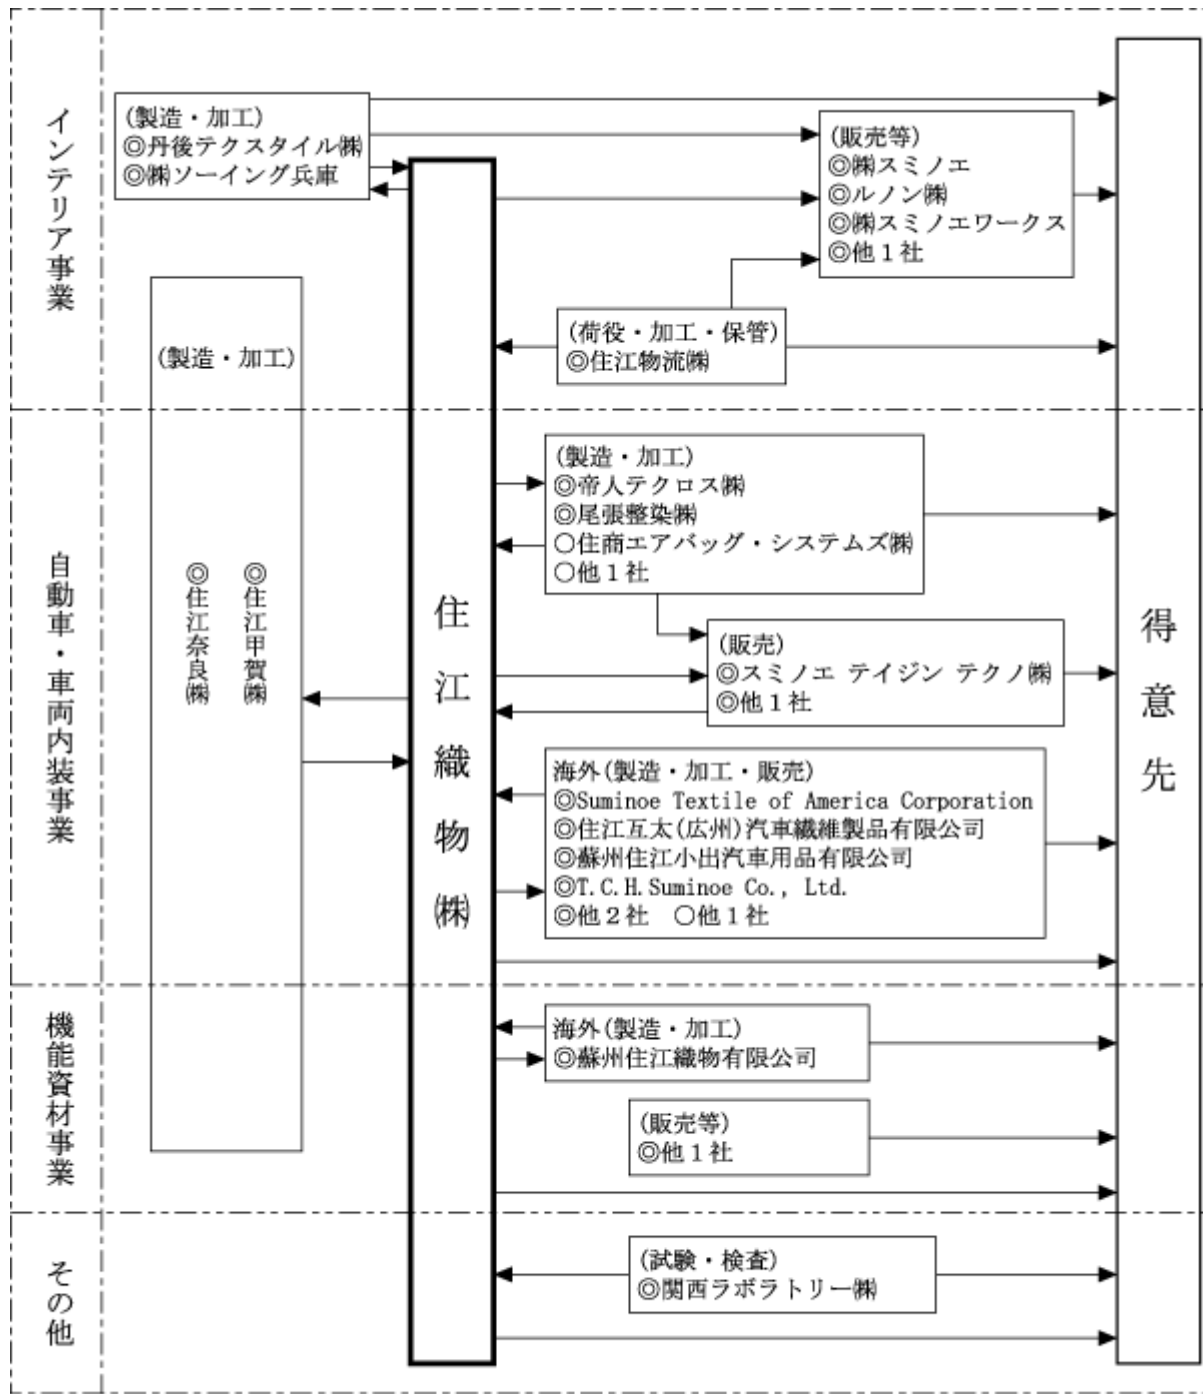 インテリア事業
(製造・加工)
◎丹後テクスタイル㈱
◎㈱ソーイング兵庫
(販売等)
◎㈱スミノエ
◎ルノン㈱
◎㈱スミノエワークス
◎他１社
(荷役・加工・保管)
◎住江物流㈱
(製造・加工)
◎住江甲賀㈱
◎住江奈良㈱
住江織物㈱
得意先
自動車・車両内装事業
(製造・加工)
◎帝人テクロス㈱
◎尾張整染㈱
○住商エアバッグ・システムズ㈱
○他１社
(販売)
◎スミノエ テイジン テクノ㈱
◎他１社
海外(製造・加工・販売)
◎Suminoe Textile of America Corporation
◎住江互太(広州)汽車繊維製品有限公司
◎蘇州住江小出汽車用品有限公司
◎T.C.H.Suminoe Co., Ltd.
◎他２社　○他１社
機能資材事業
海外(製造・加工)
◎蘇州住江織物有限公司
(販売等)
◎他１社
その他
(試験・検査)
◎関西ラボラトリー㈱